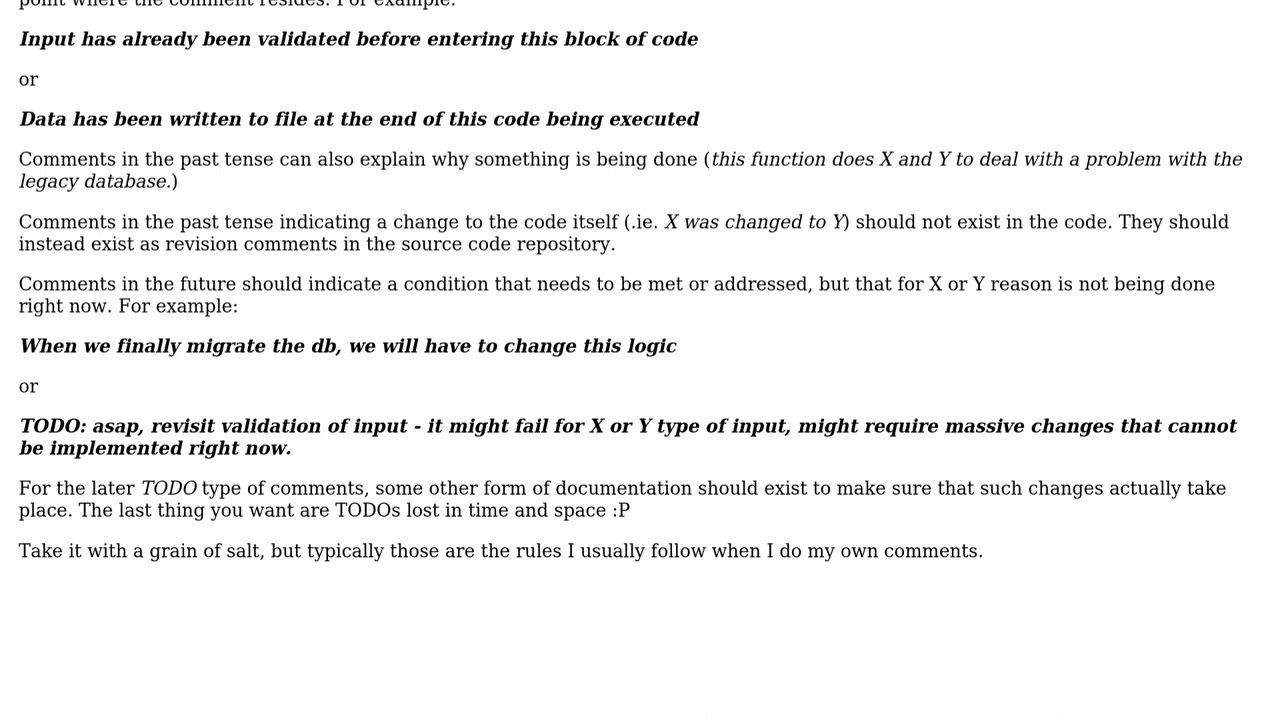 point where the comment resides. For example:
Input has already been validated before entering this block of code
or
Data has been written to file at the end of this code being executed
Comments in the past tense can also explain why something is being done (this function does X and Y to deal with a problem with the
legacy database.)
Comments in the past tense indicating a change to the code itself (.ie. X was changed to Y) should not exist in the code. They should
instead exist as revision comments in the source code repository.
Comments in the future should indicate a condition that needs to be met or addressed, but that for X or Y reason is not being done
right now. For example:
When we finally migrate the db, we will have to change this logic
or
TODO: asap, revisit validation of input - it might fail for X or Y type of input, might require massive changes that cannot
be implemented right now.
For the later TODO type of comments, some other form of documentation should exist to make sure that such changes actually take
place. The last thing you want are TODOs lost in time and space :P
Take it with a grain of salt, but typically those are the rules I usually follow when I do my own comments.